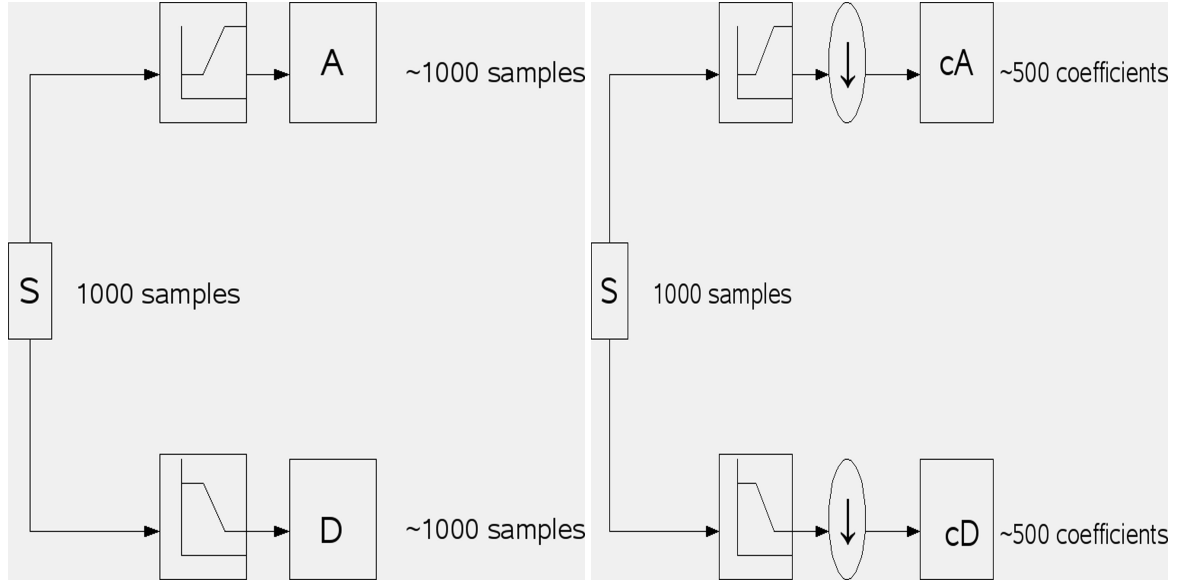 A
~1000 samples
S
1000 samples
D
~1000 samples
cA
~500 coefficients
S
1000 samples
cD
~500 coefficients